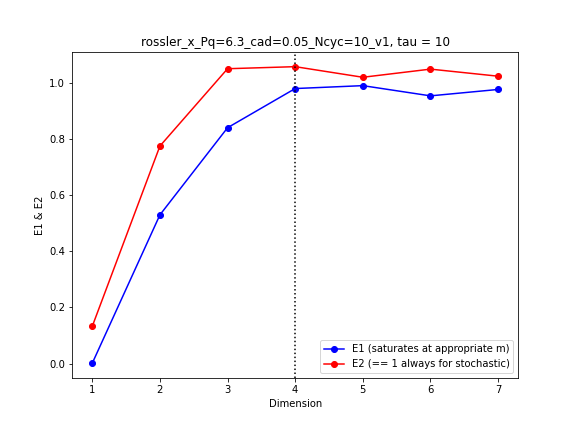 rossler_x_Pq=6.3_cad=0.05_Ncyc=10_v1, tau = 10
1.0
0.8
0.6
0.4
0.2
0.0
E1 & E2
E1 (saturates at appropriate m)
E2 (== 1 always for stochastic)
1 2 3 4 5 6 7
Dimension